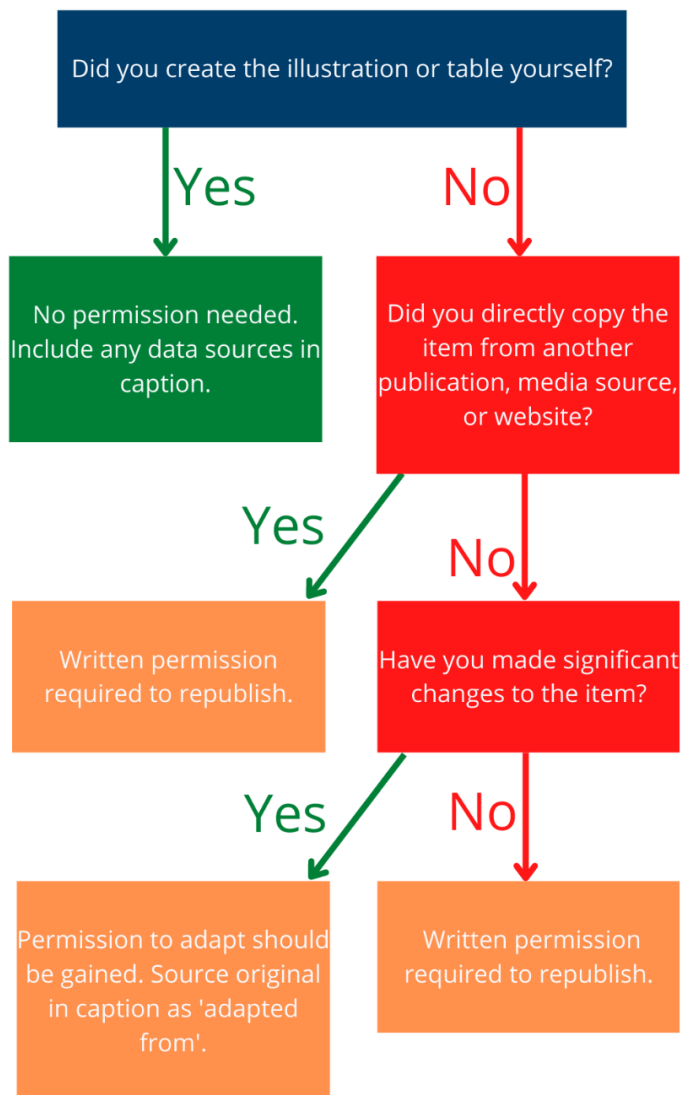 Did you create the illustration or table yourself?
Yes
No
No permission needed.
Include any data sources in
caption.
Did you directly copy the
item from another
publication, media source,
or website?
Yes
No
Written permission
required to republish.
Have you made significant
changes to the item?
Yes
No
Permission to adapt should
be gained. Source original
in caption as 'adapted
from'.
Written permission
required to republish.